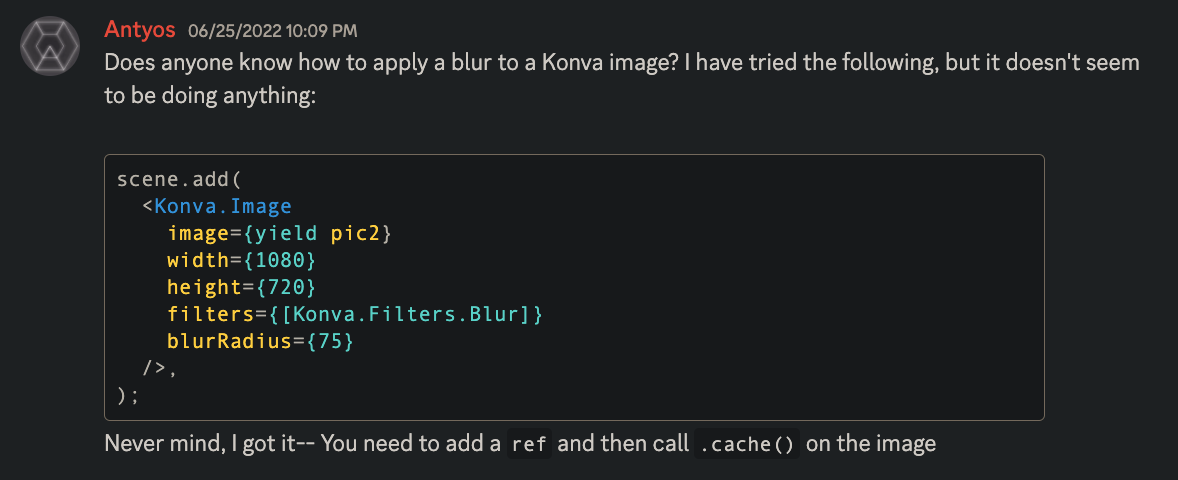 Antyos 06/25/2022 10:09 PM
Does anyone know how to apply a blur to a Konva image? I have tried the following, but it doesn't seem
to be doing anything:
scene.add(
  <Konva.Image
    image={yield pic2}
    width={1080}
    height={720}
    filters={[Konva.Filters.Blur]}
    blurRadius={75}
  />,
);
Never mind, I got it-- You need to add a ref and then call .cache() on the image